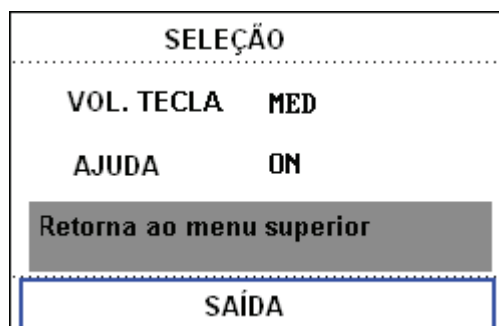 SELEÇÃO
VOL. TECLA MED
AJUDA ON
Retorna ao menu superior
SAÍDA